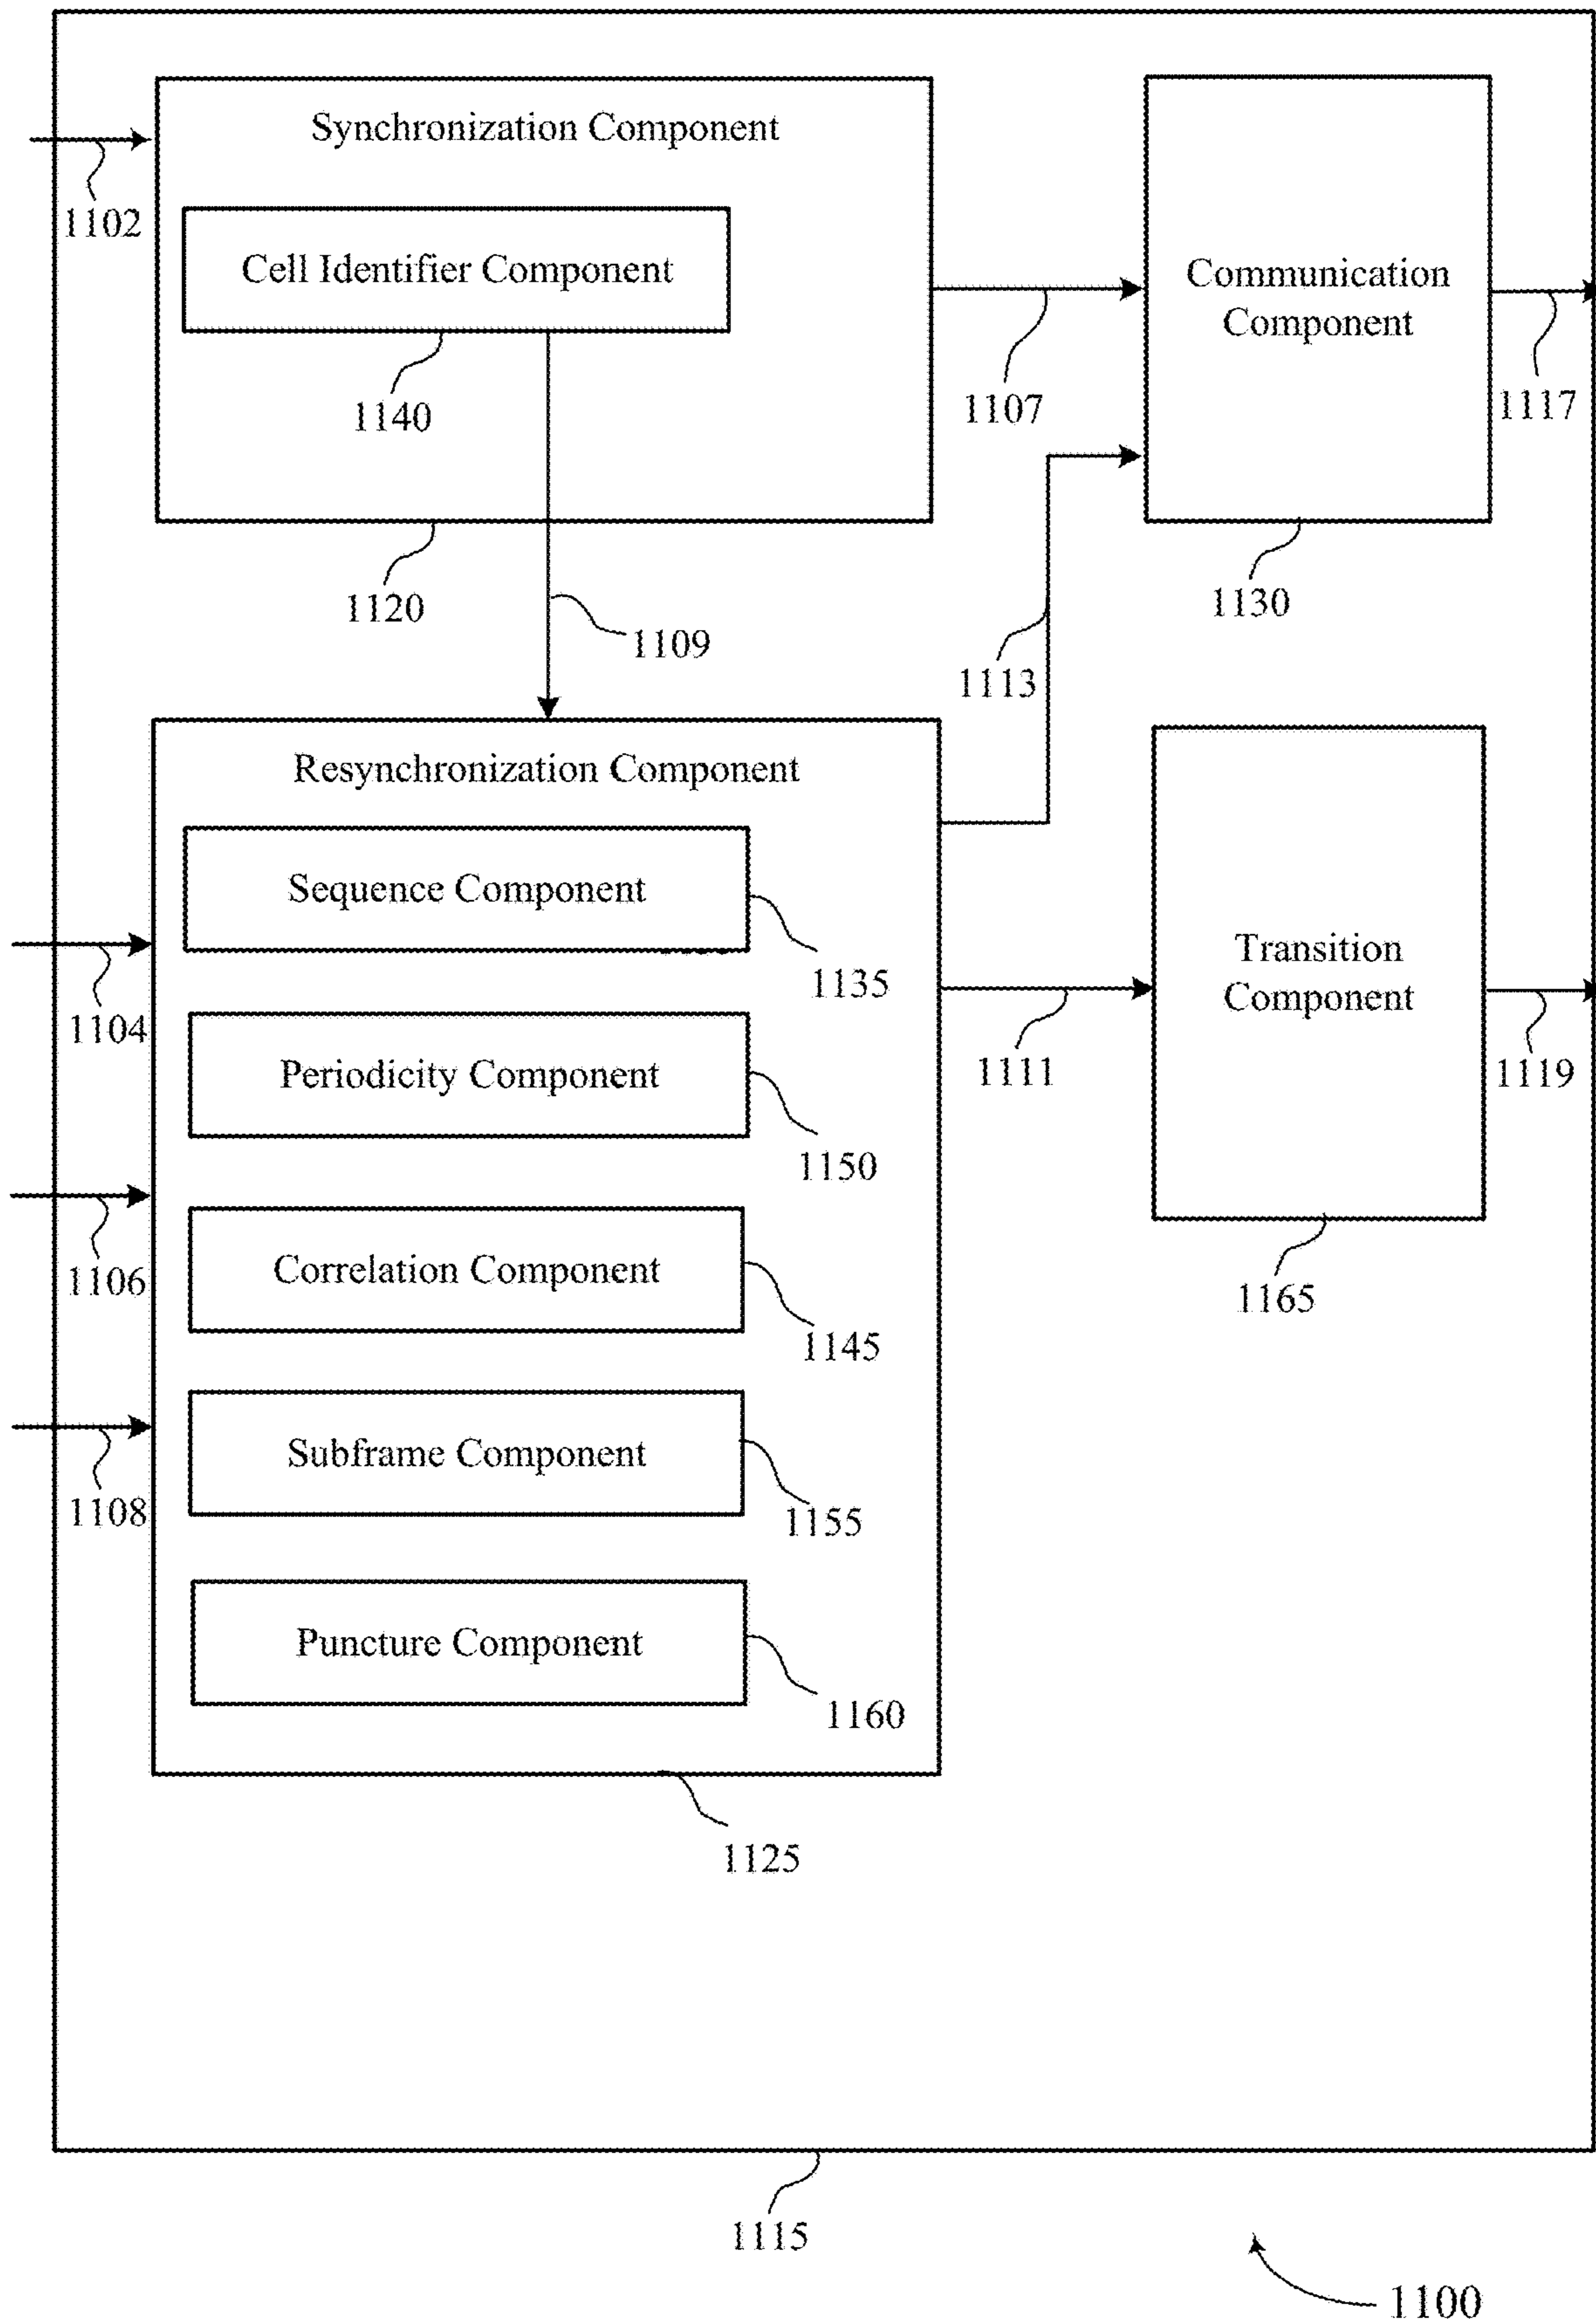 Synchronization Component
1102
Cell Identifier Component
1140
1120
1107
Communication
Component
1117
1130
1109
1113
Resynchronization Component
Sequence Component
1135
1104
Periodicity Component
1150
1106
Correlation Component
1145
1108
Subframe Component
1155
Puncture Component
1160
1125
1111
Transition
Component
1119
1165
1115
1100